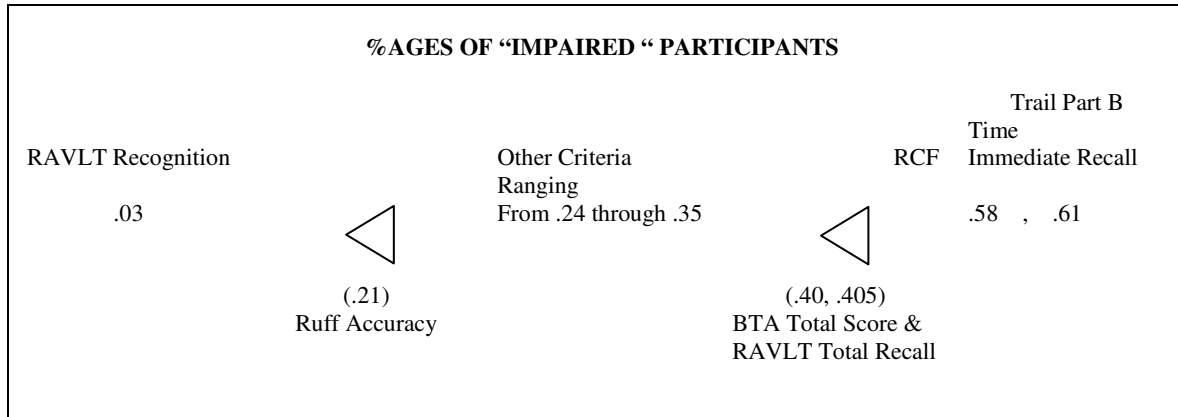 %AGES OF “IMPAIRED “ PARTICIPANTS
Trail Part B
Time
RAVLT Recognition Other Criteria RCF Immediate Recall
Ranging
.03 From .24 through .35 .58 , .61
(.21) (.40, .405)
Ruff Accuracy BTA Total Score &
RAVLT Total Recall